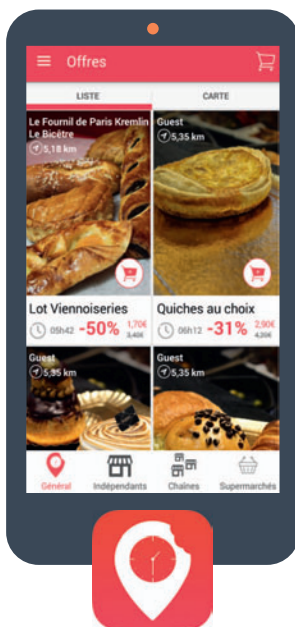 Offres
LISTE
CARTE
Le Fournil de Paris Kremlin
Le Bicêtre
5,18 km
Guest
5,35 km
Lot Viennoiseries
05h42 -50% 1,70€
3,40€
Quiches au choix
06h12 -31% 2,90€
4,20€
Guest
5,35 km
Guest
5,35 km
Général
Indépendants
Chaînes
Supermarchés